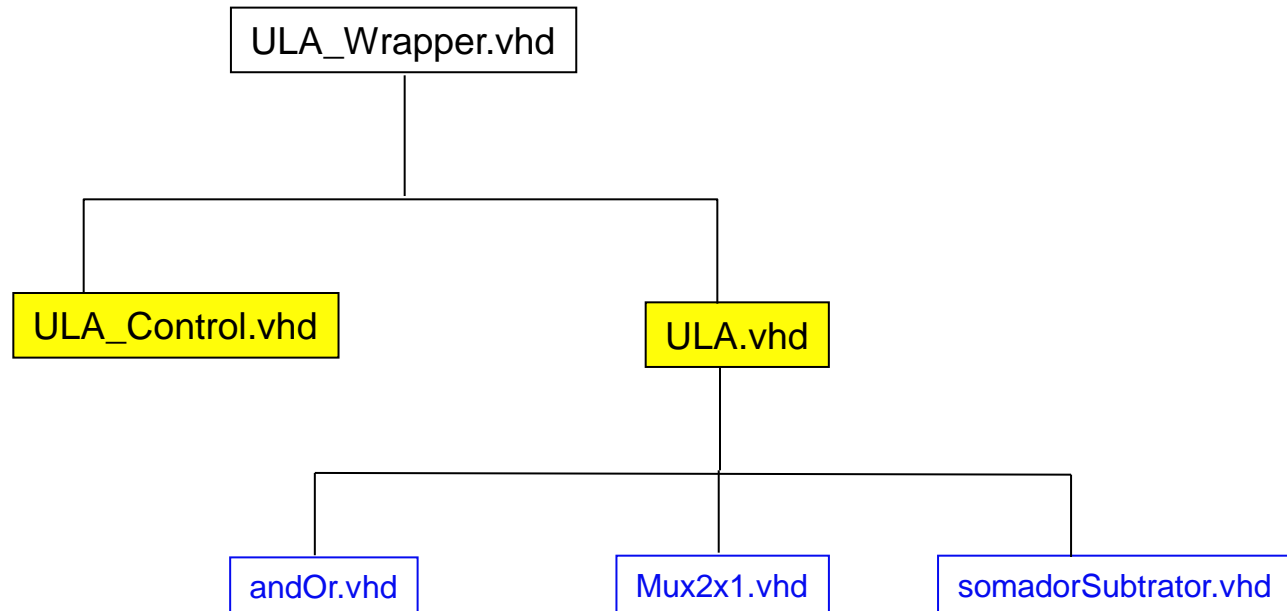 ULA_Wrapper.vhd
ULA_Control.vhd
ULA.vhd
andOr.vhd
Mux2x1.vhd
somadorSubtrator.vhd